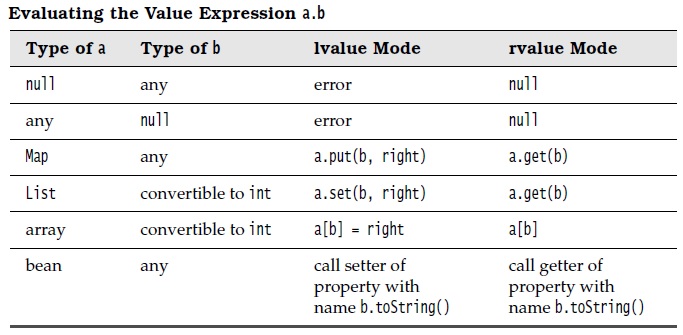 Evaluating the Value Expression a.b
Type of a Type of b lvalue Mode rvalue Mode
null any error null
any null error null
Map any a.put(b, right) a.get(b)
List convertible to int a.set(b, right) a.get(b)
array convertible to int a[b] = right a[b]
bean any call setter of call getter of
property with property with
name b.toString() name b.toString()